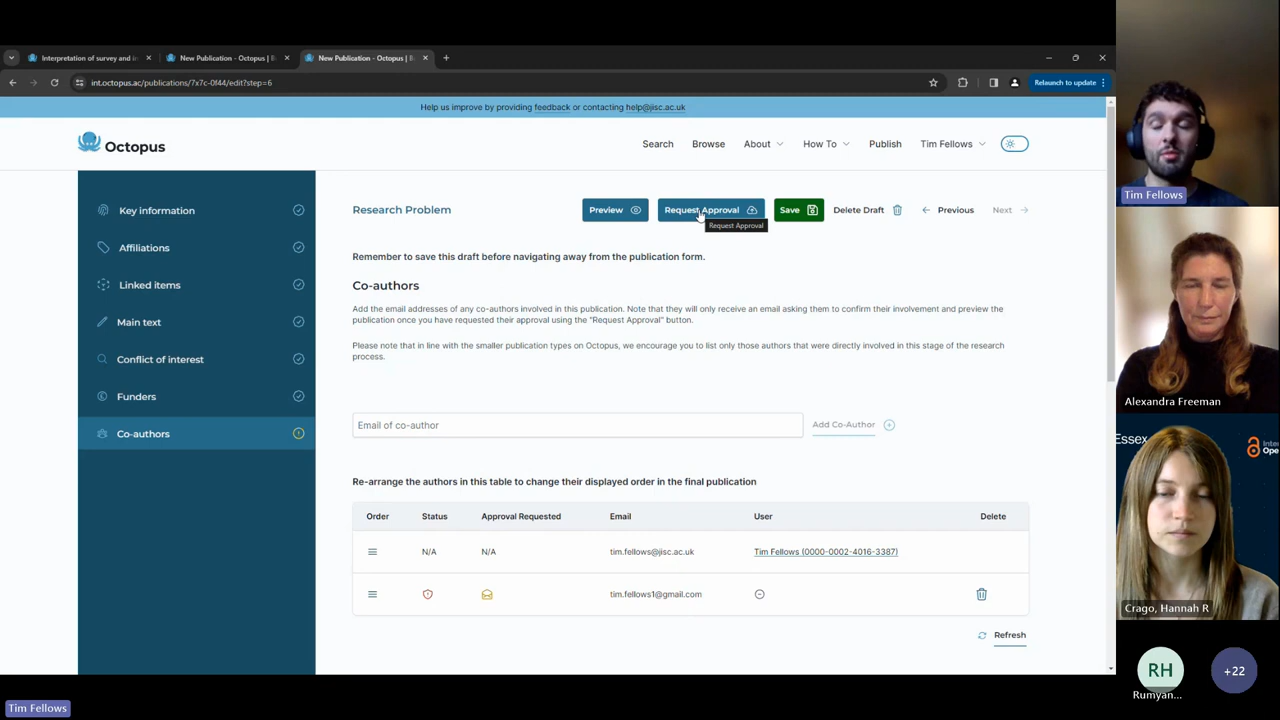 Interpretation of survey and i
New Publication - Octopus | B
New Publication - Octopus | B
int.octopus.ac/publications/7x7c-0f44/edit?step=6
Relaunch to update
Help us improve by providing feedback or contacting help@jisc.ac.uk
Octopus
Search
Browse
About
How To
Publish
Tim Fellows
Key information
Affiliations
Linked items
Main text
Conflict of interest
Funders
Co-authors
Research Problem
Preview
Request Approval
Save
Delete Draft
Previous
Next
Request Approval
Remember to save this draft before navigating away from the publication form.
Co-authors
Add the email addresses of any co-authors involved in this publication. Note that they will only receive an email asking them to confirm their involvement and preview the
publication once you have requested their approval using the "Request Approval" button.
Please note that in line with the smaller publication types on Octopus, we encourage you to list only those authors that were directly involved in this stage of the research
process.
Email of co-author
Add Co-Author
Re-arrange the authors in this table to change their displayed order in the final publication
Order Status Approval Requested Email User Delete
N/A N/A tim.fellows@jisc.ac.uk Tim Fellows (0000-0002-4016-3387)
tim.fellows1@gmail.com
Refresh
Tim Fellows
Tim Fellows
Alexandra Freeman
Essex
Ope
Crago, Hannah R
RH
Rumyan...
+22